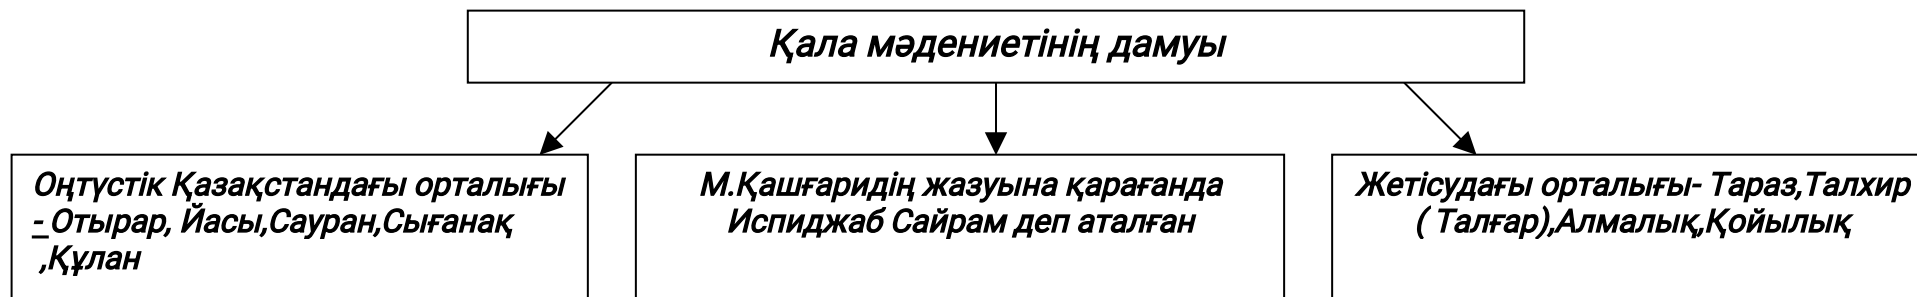 Қала мәдениетінің дамуы
Оңтүстік Қазақстандағы орталығы
- Отырар, Йасы,Сауран,Сығанақ
,Құлан
М.Қашғаридің жазуына қарағанда
Испиджаб Сайрам деп аталған
Жетісудағы орталығы- Тараз,Талхир
( Талғар),Алмалық,Қойылық